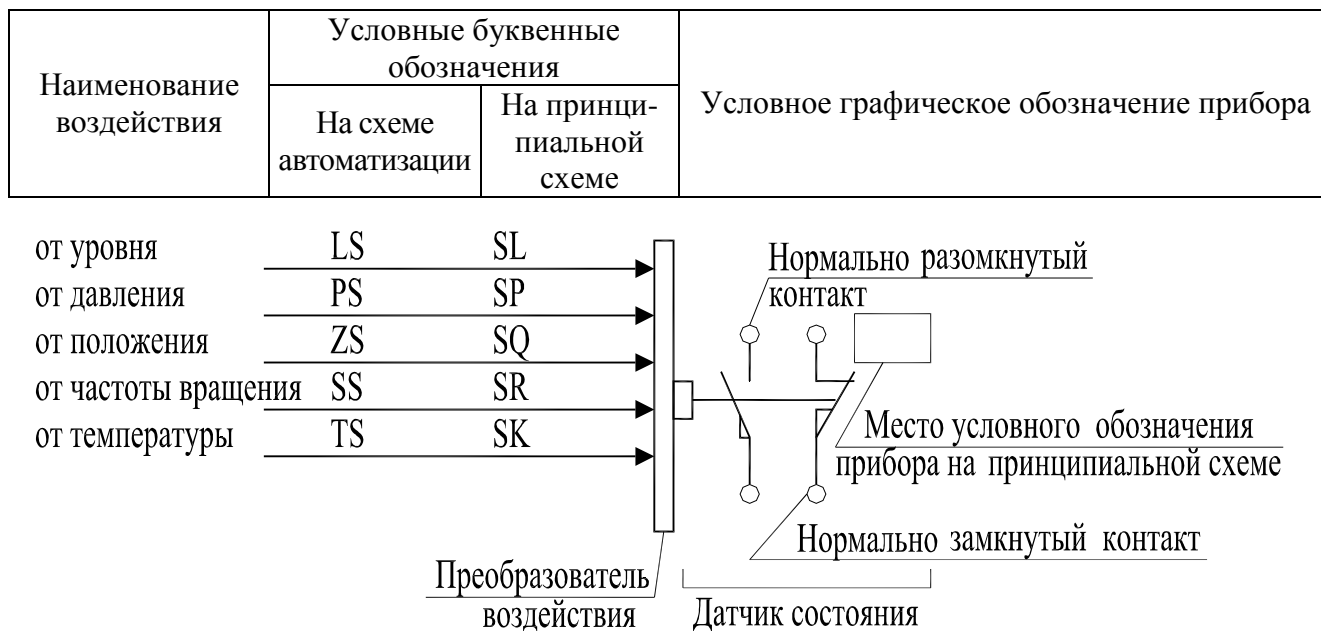 Наименование
воздействия
Условные буквенные
обозначения
На схеме
автоматизации
На принци-
пиальной
схеме
Условное графическое обозначение прибора
от уровня LS SL
от давления PS SP
от положения ZS SQ
от частоты вращения SS SR
от температуры TS SK
Нормально разомкнутый
контакт
Место условного обозначения
прибора на принципиальной схеме
Нормально замкнутый контакт
Преобразователь
воздействия
Датчик состояния